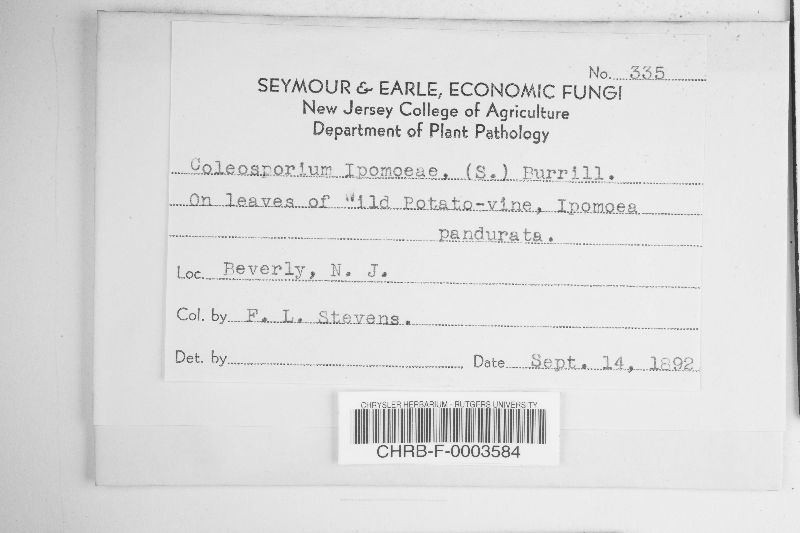 No. 335
SEYMOUR & EARLE, ECONOMIC FUNGI
New Jersey College of Agriculture
Department of Plant Pathology
Coleosporium Ipomoeae, (S.) Burrill.
On leaves of Wild Potato-vine, Ipomoea
pandurata.
Loc. Beverly, N. J.
Col. by F. L. Stevens.
Det. by
Date Sept. 14, 1892
CHRYSLER HERBARIUM - RUTGERS UNIVERSITY
CHRB-F-0003584